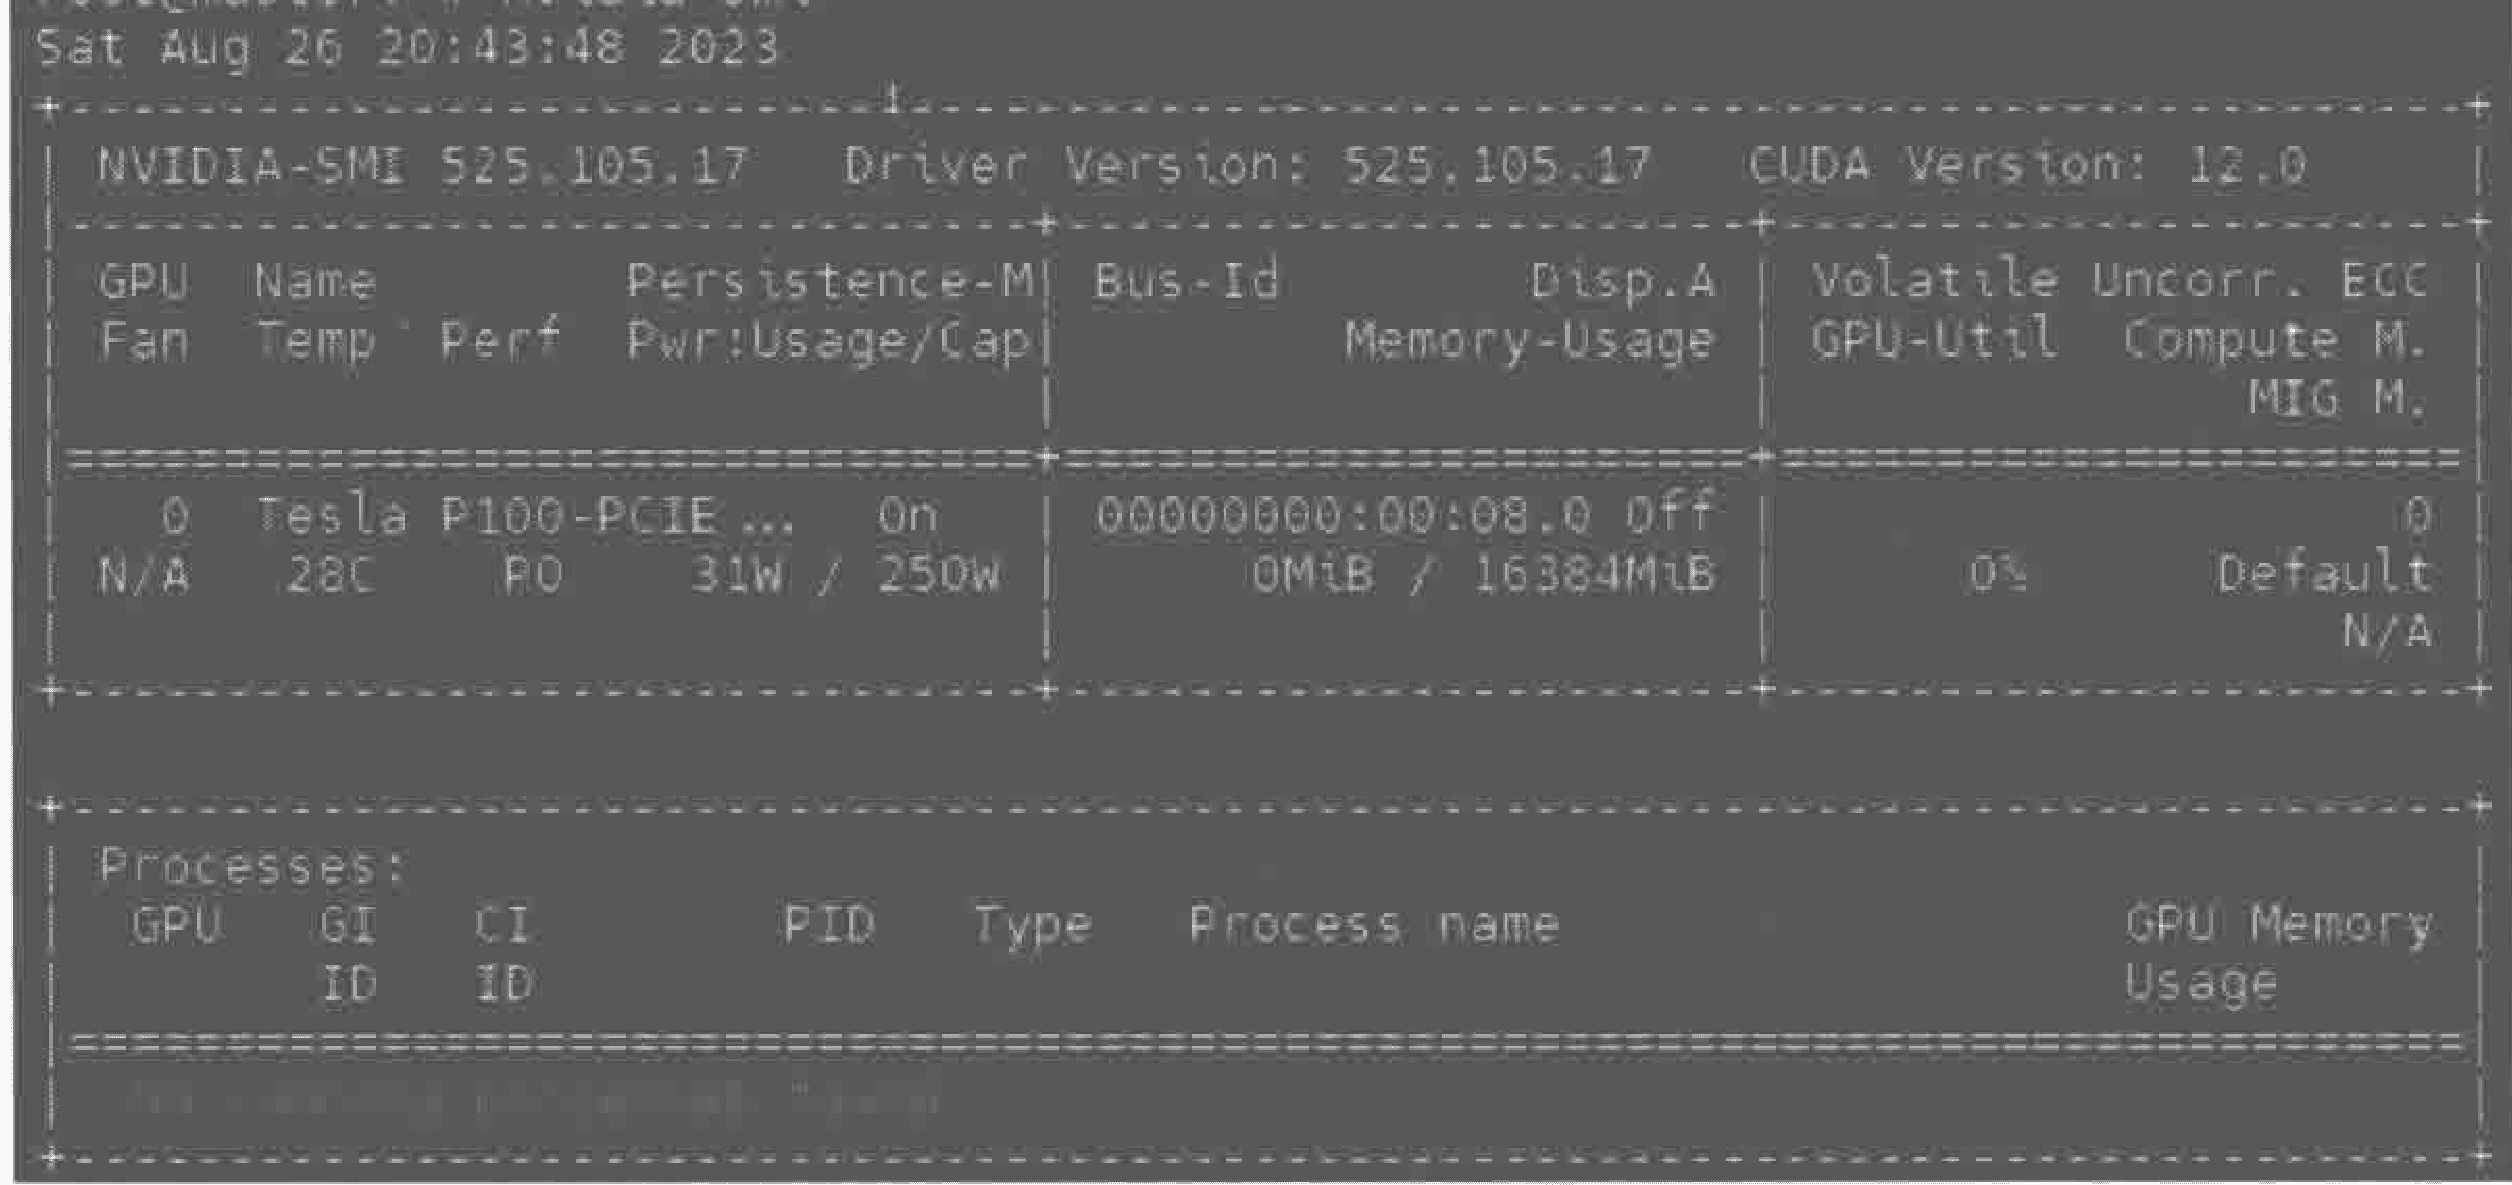 Sat Aug 26 20:43:48 2023
NVIDIA-SMI 525.105.17 Driver Version: 525.105.17 CUDA Version: 12.0
GPU Name Persistence-M| Bus-Id Disp.A | Volatile Uncorr. ECC
Fan Temp Perf Pwr:Usage/Cap| Memory-Usage | GPU-Util Compute M.
MIG M.
0 Tesla P100-PCIE... On | 00000000:00:08.0 Off | 0
N/A 28C P0 31W / 250W | 0MiB / 16384MiB | 0% Default
N/A
Processes:
GPU GI CI PID Type Process name GPU Memory
ID ID Usage